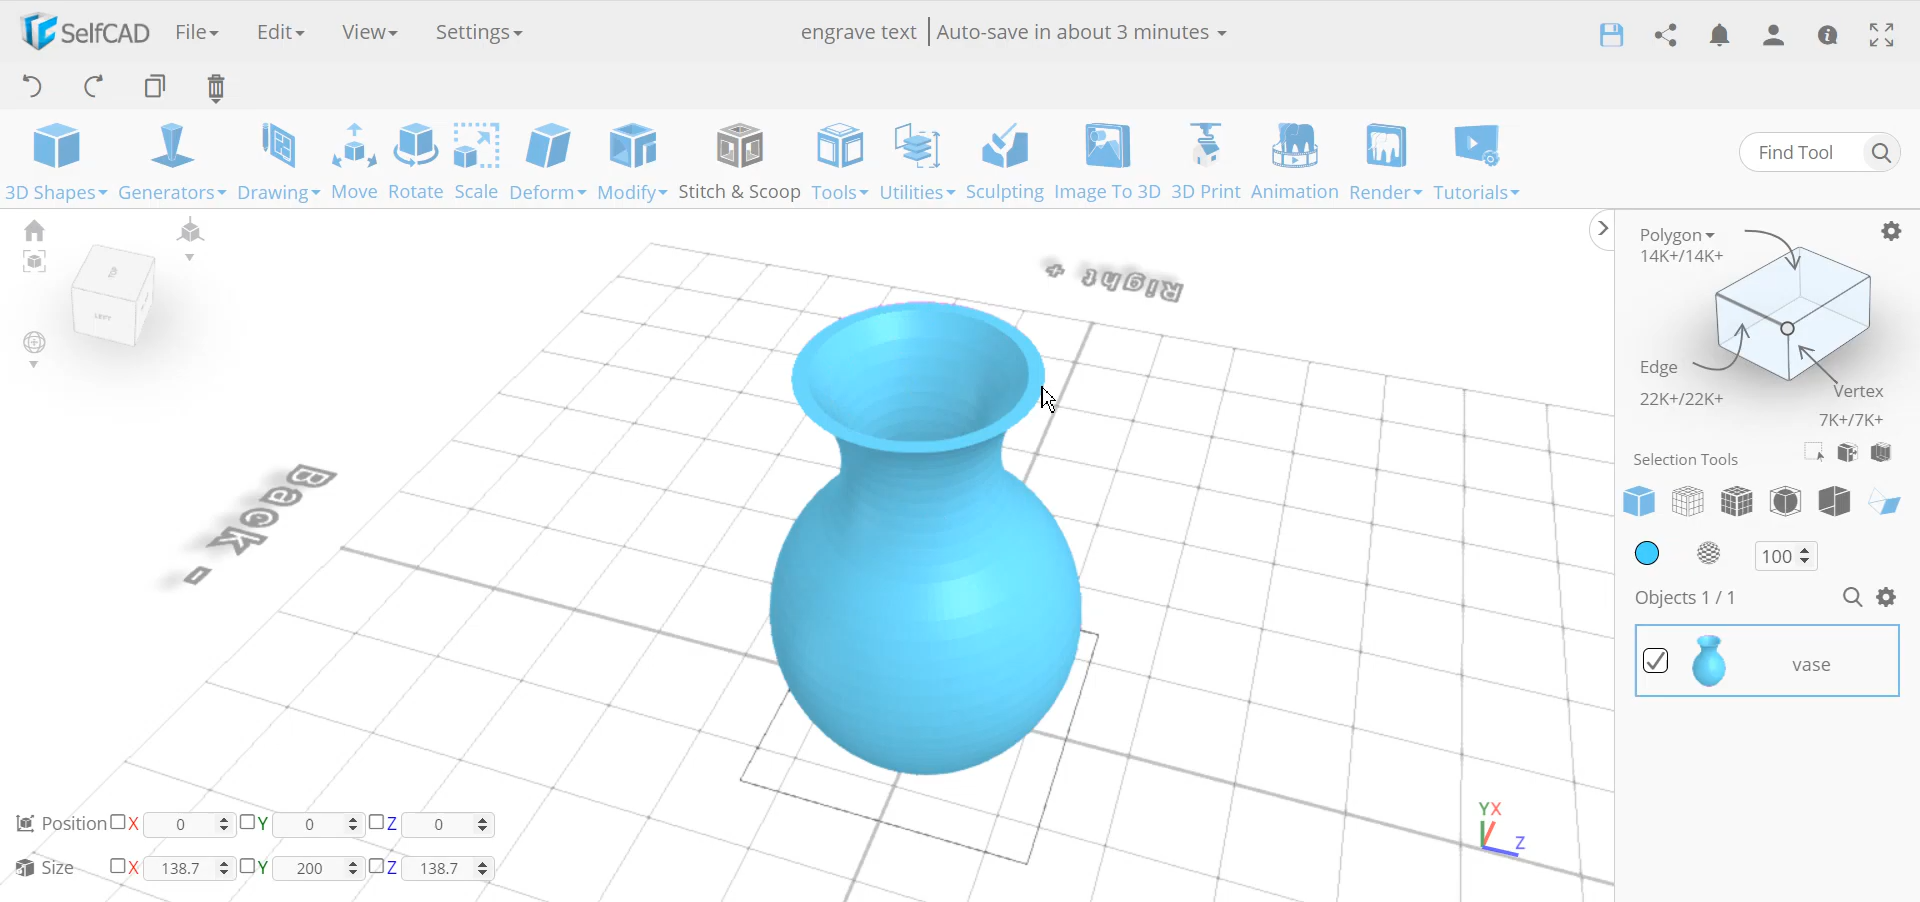 SelfCAD File Edit View Settings engrave text Auto-save in about 3 minutes
3D Shapes Generators Drawing Move Rotate Scale Deform Modify Stitch & Scoop Tools Utilities Sculpting Image To 3D 3D Print Animation Render Tutorials Find Tool
LEFT
Right +
Back -
Polygon
14K+/14K+
Edge
22K+/22K+
Vertex
7K+/7K+
Selection Tools
100
Objects 1 / 1
vase
Position X 0 Y 0 Z 0
Size X 138.7 Y 200 Z 138.7
Y X Z